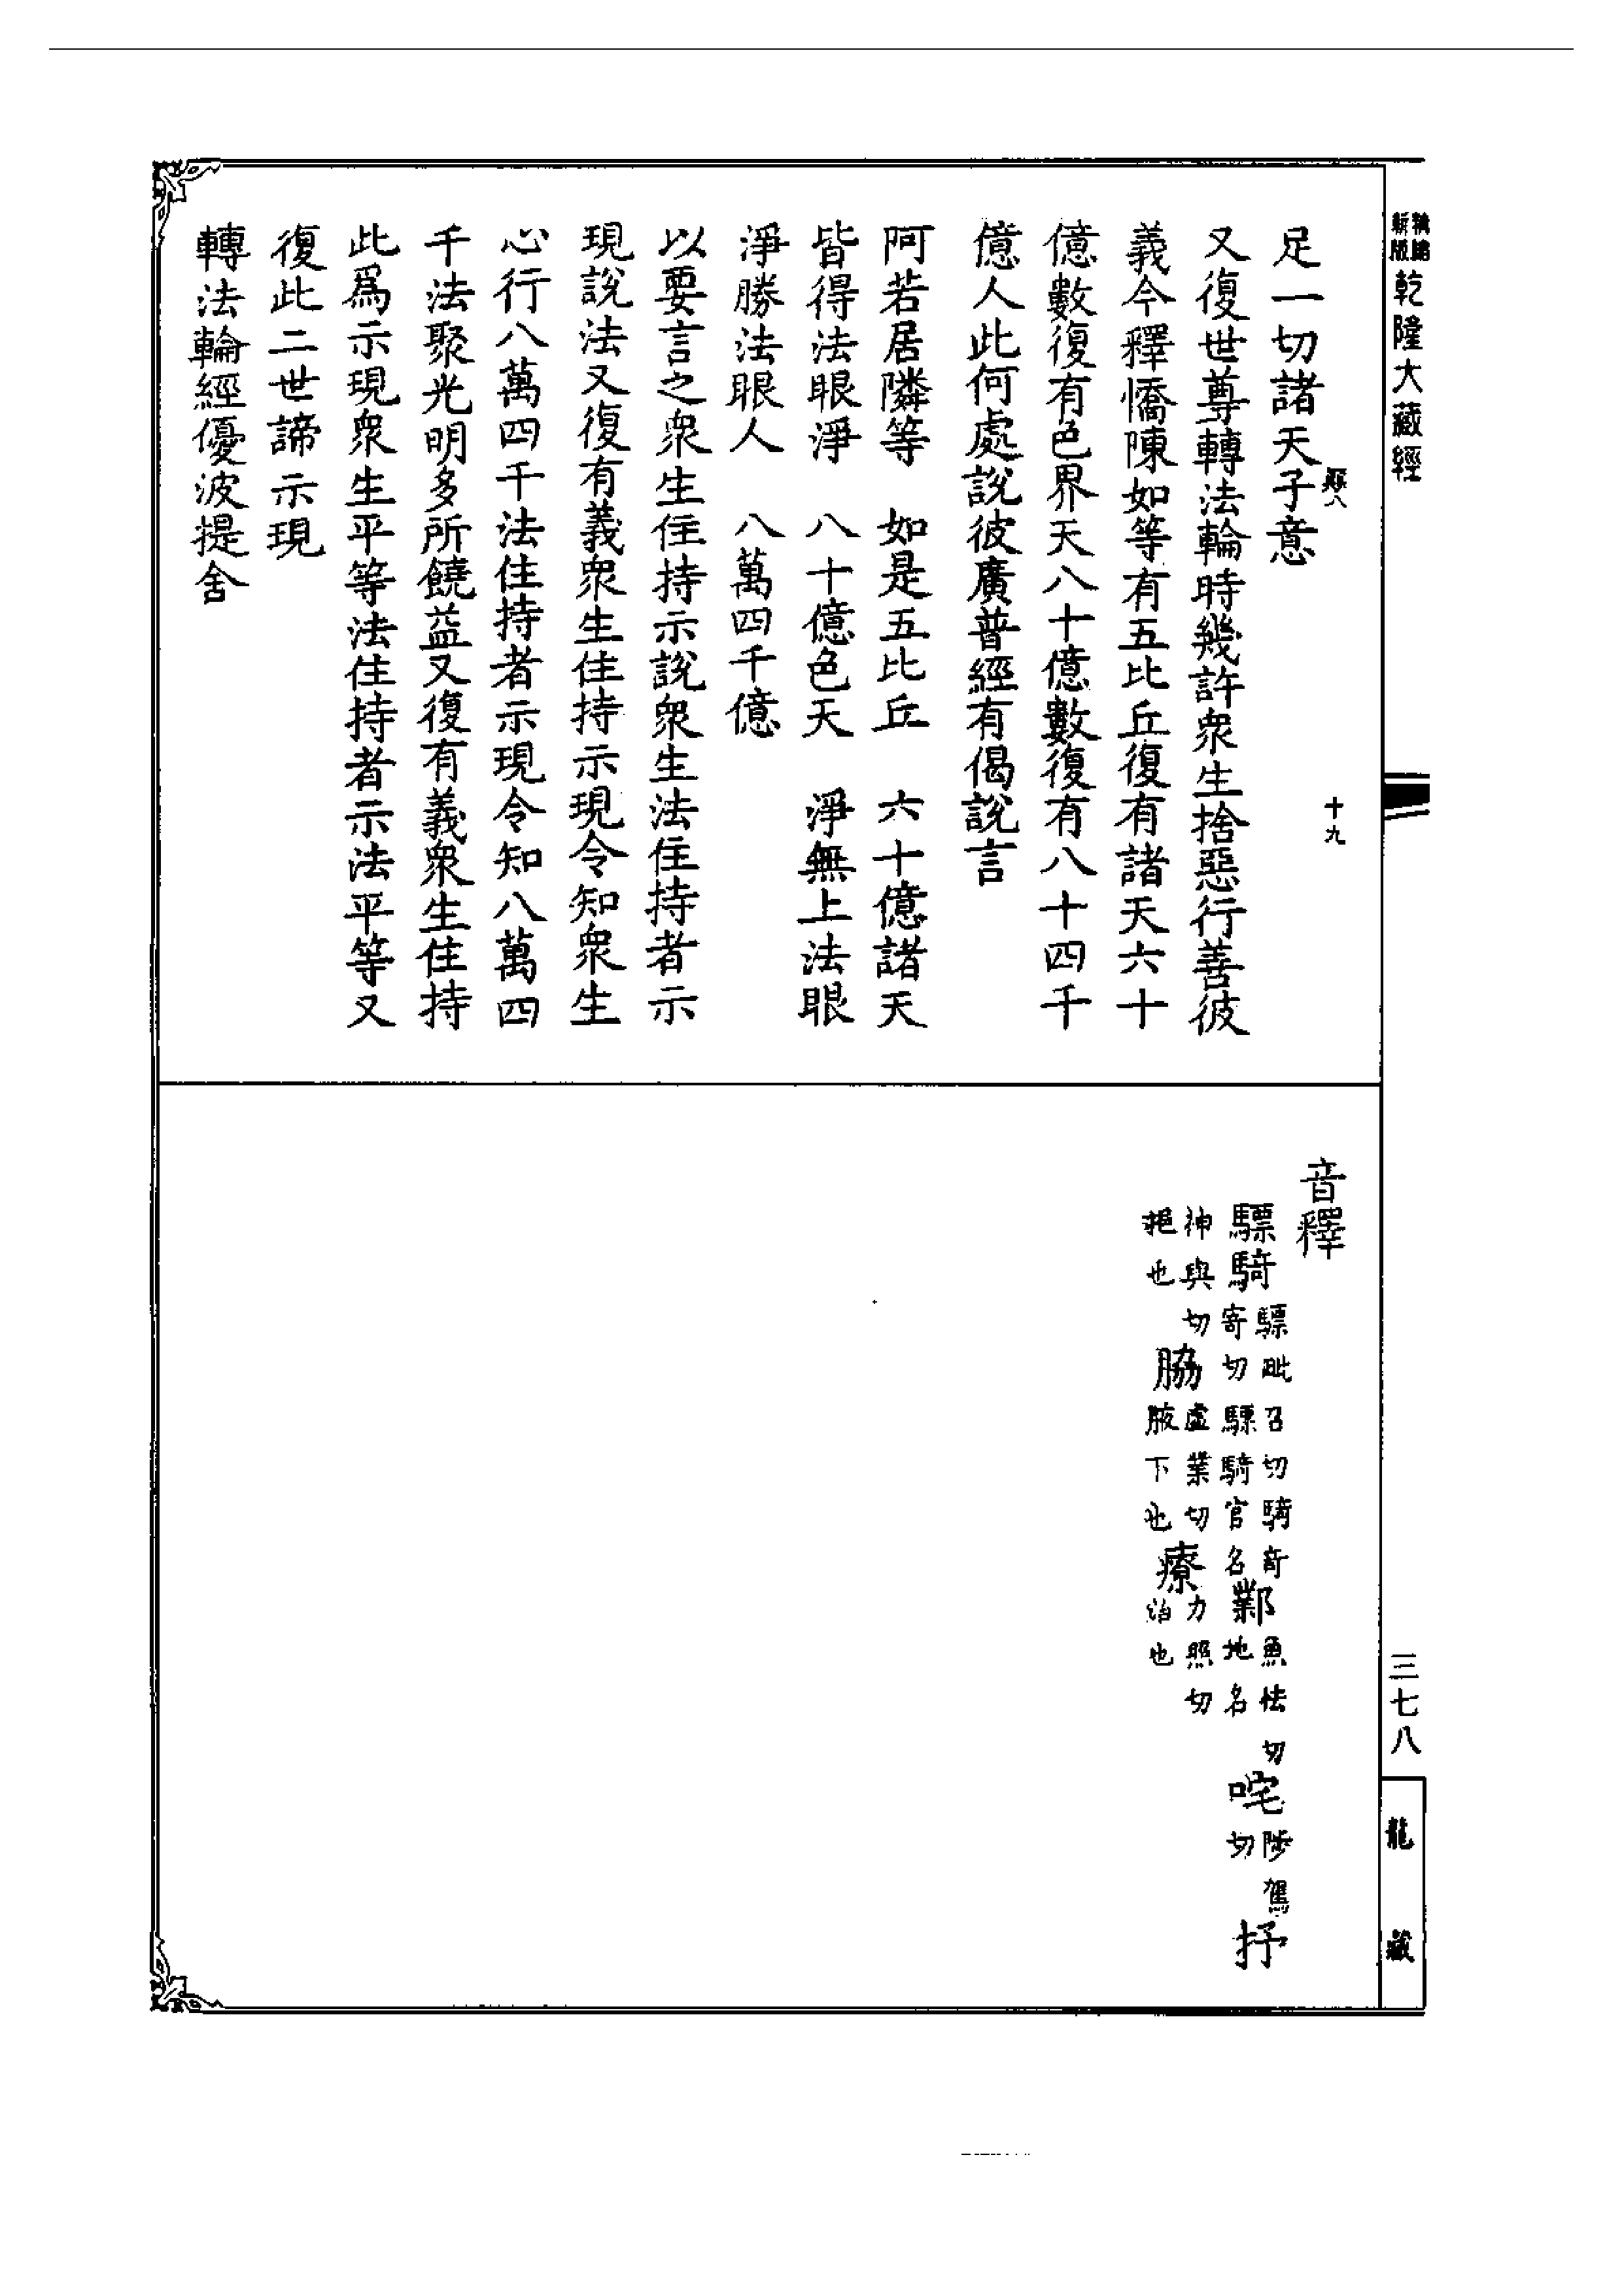 乾隆大藏經
足一切諸天子意
十九
又復世尊轉法輪時幾許衆生捨惡行善彼
義今釋憍陳如等有五比丘復有諸天六十
億數復有色界天八十億數復有八十四千
億人此何處說彼廣普經有偈說言
阿若居隣等　如是五比丘　六十億諸天
皆得法眼淨　八十億色天　淨無上法眼
淨勝法眼人　八萬四千億
以要言之衆生住持示說衆生法住持者示
現說法又復有義衆生住持示現令知衆生
心行八萬四千法住持者示現令知八萬四
千法聚光明多所饒益又復有義衆生住持
此爲示現衆生平等法住持者示法平等又
復此二世諦示現
轉法輪經優波提舍
音釋
驃騎 驃毗召切騎奇寄切驃騎官名 鄴 魚怯切地名 咤 陟駕切 抒
神與切挹也 脇 虛業切腋下也 療 力照切治也
三七八
龍藏